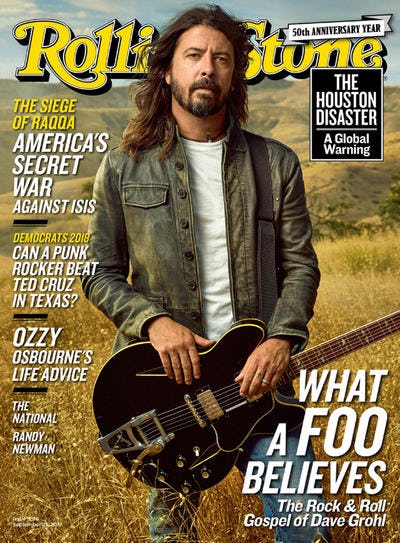 Rolling Stone
50th ANNIVERSARY YEAR
THE
HOUSTON
DISASTER
A Global
Warning
THE SIEGE
OF RAQQA
AMERICA'S
SECRET
WAR
AGAINST ISIS
DEMOCRATS 2018
CAN A PUNK
ROCKER BEAT
TED CRUZ
IN TEXAS?
OZZY
OSBOURNE'S
LIFE ADVICE
THE
NATIONAL
RANDY
NEWMAN
WHAT
A FOO
BELIEVES
The Rock & Roll
Gospel of Dave Grohl